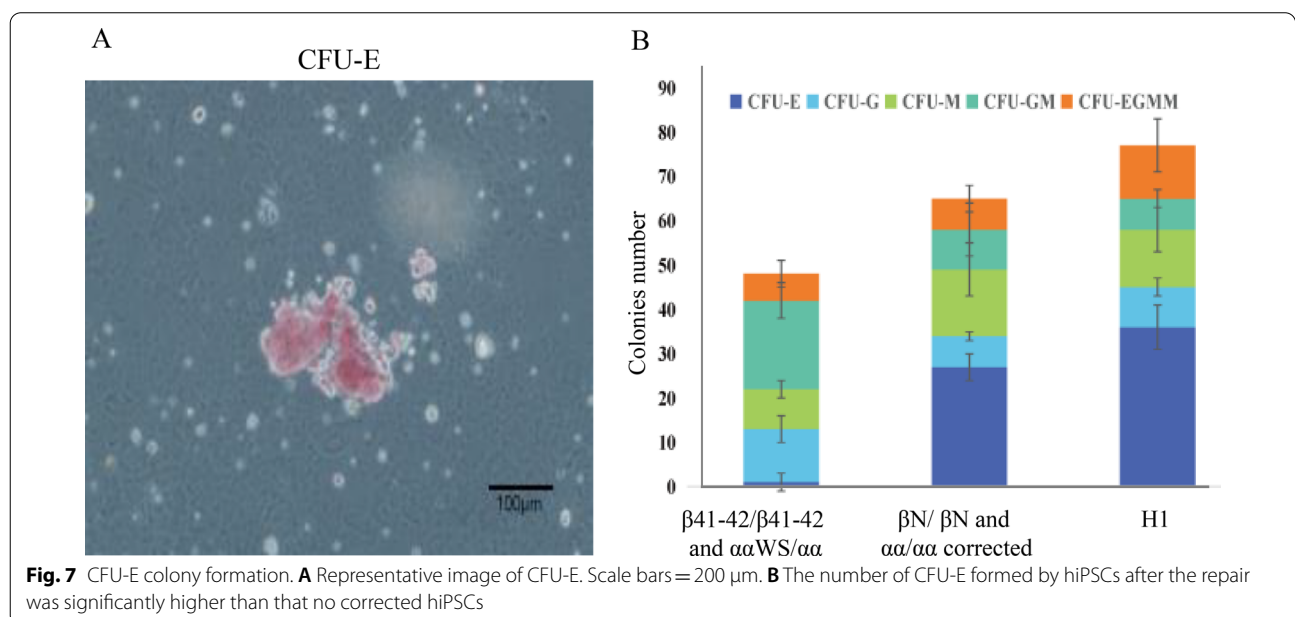 A
CFU-E
100μm
B
CFU-E CFU-G CFU-M CFU-GM CFU-EGMM
Colonies number
90
80
70
60
50
40
30
20
10
0
β41-42/β41-42
and ααWS/αα
βN/ βN and
αα/αα corrected
H1
Fig. 7 CFU-E colony formation. A Representative image of CFU-E. Scale bars = 200 μm. B The number of CFU-E formed by hiPSCs after the repair
was significantly higher than that no corrected hiPSCs